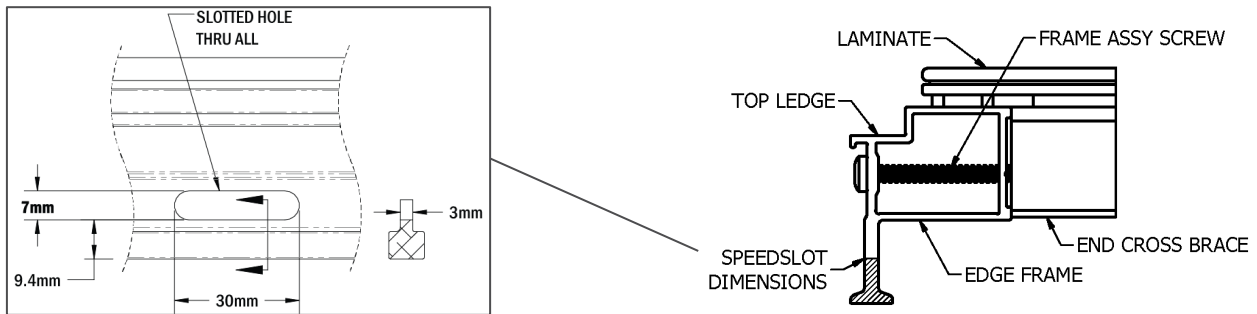 SLOTTED HOLE
THRU ALL
7mm
3mm
9.4mm
30mm
LAMINATE
FRAME ASSY SCREW
TOP LEDGE
SPEEDSLOT
DIMENSIONS
EDGE FRAME
END CROSS BRACE